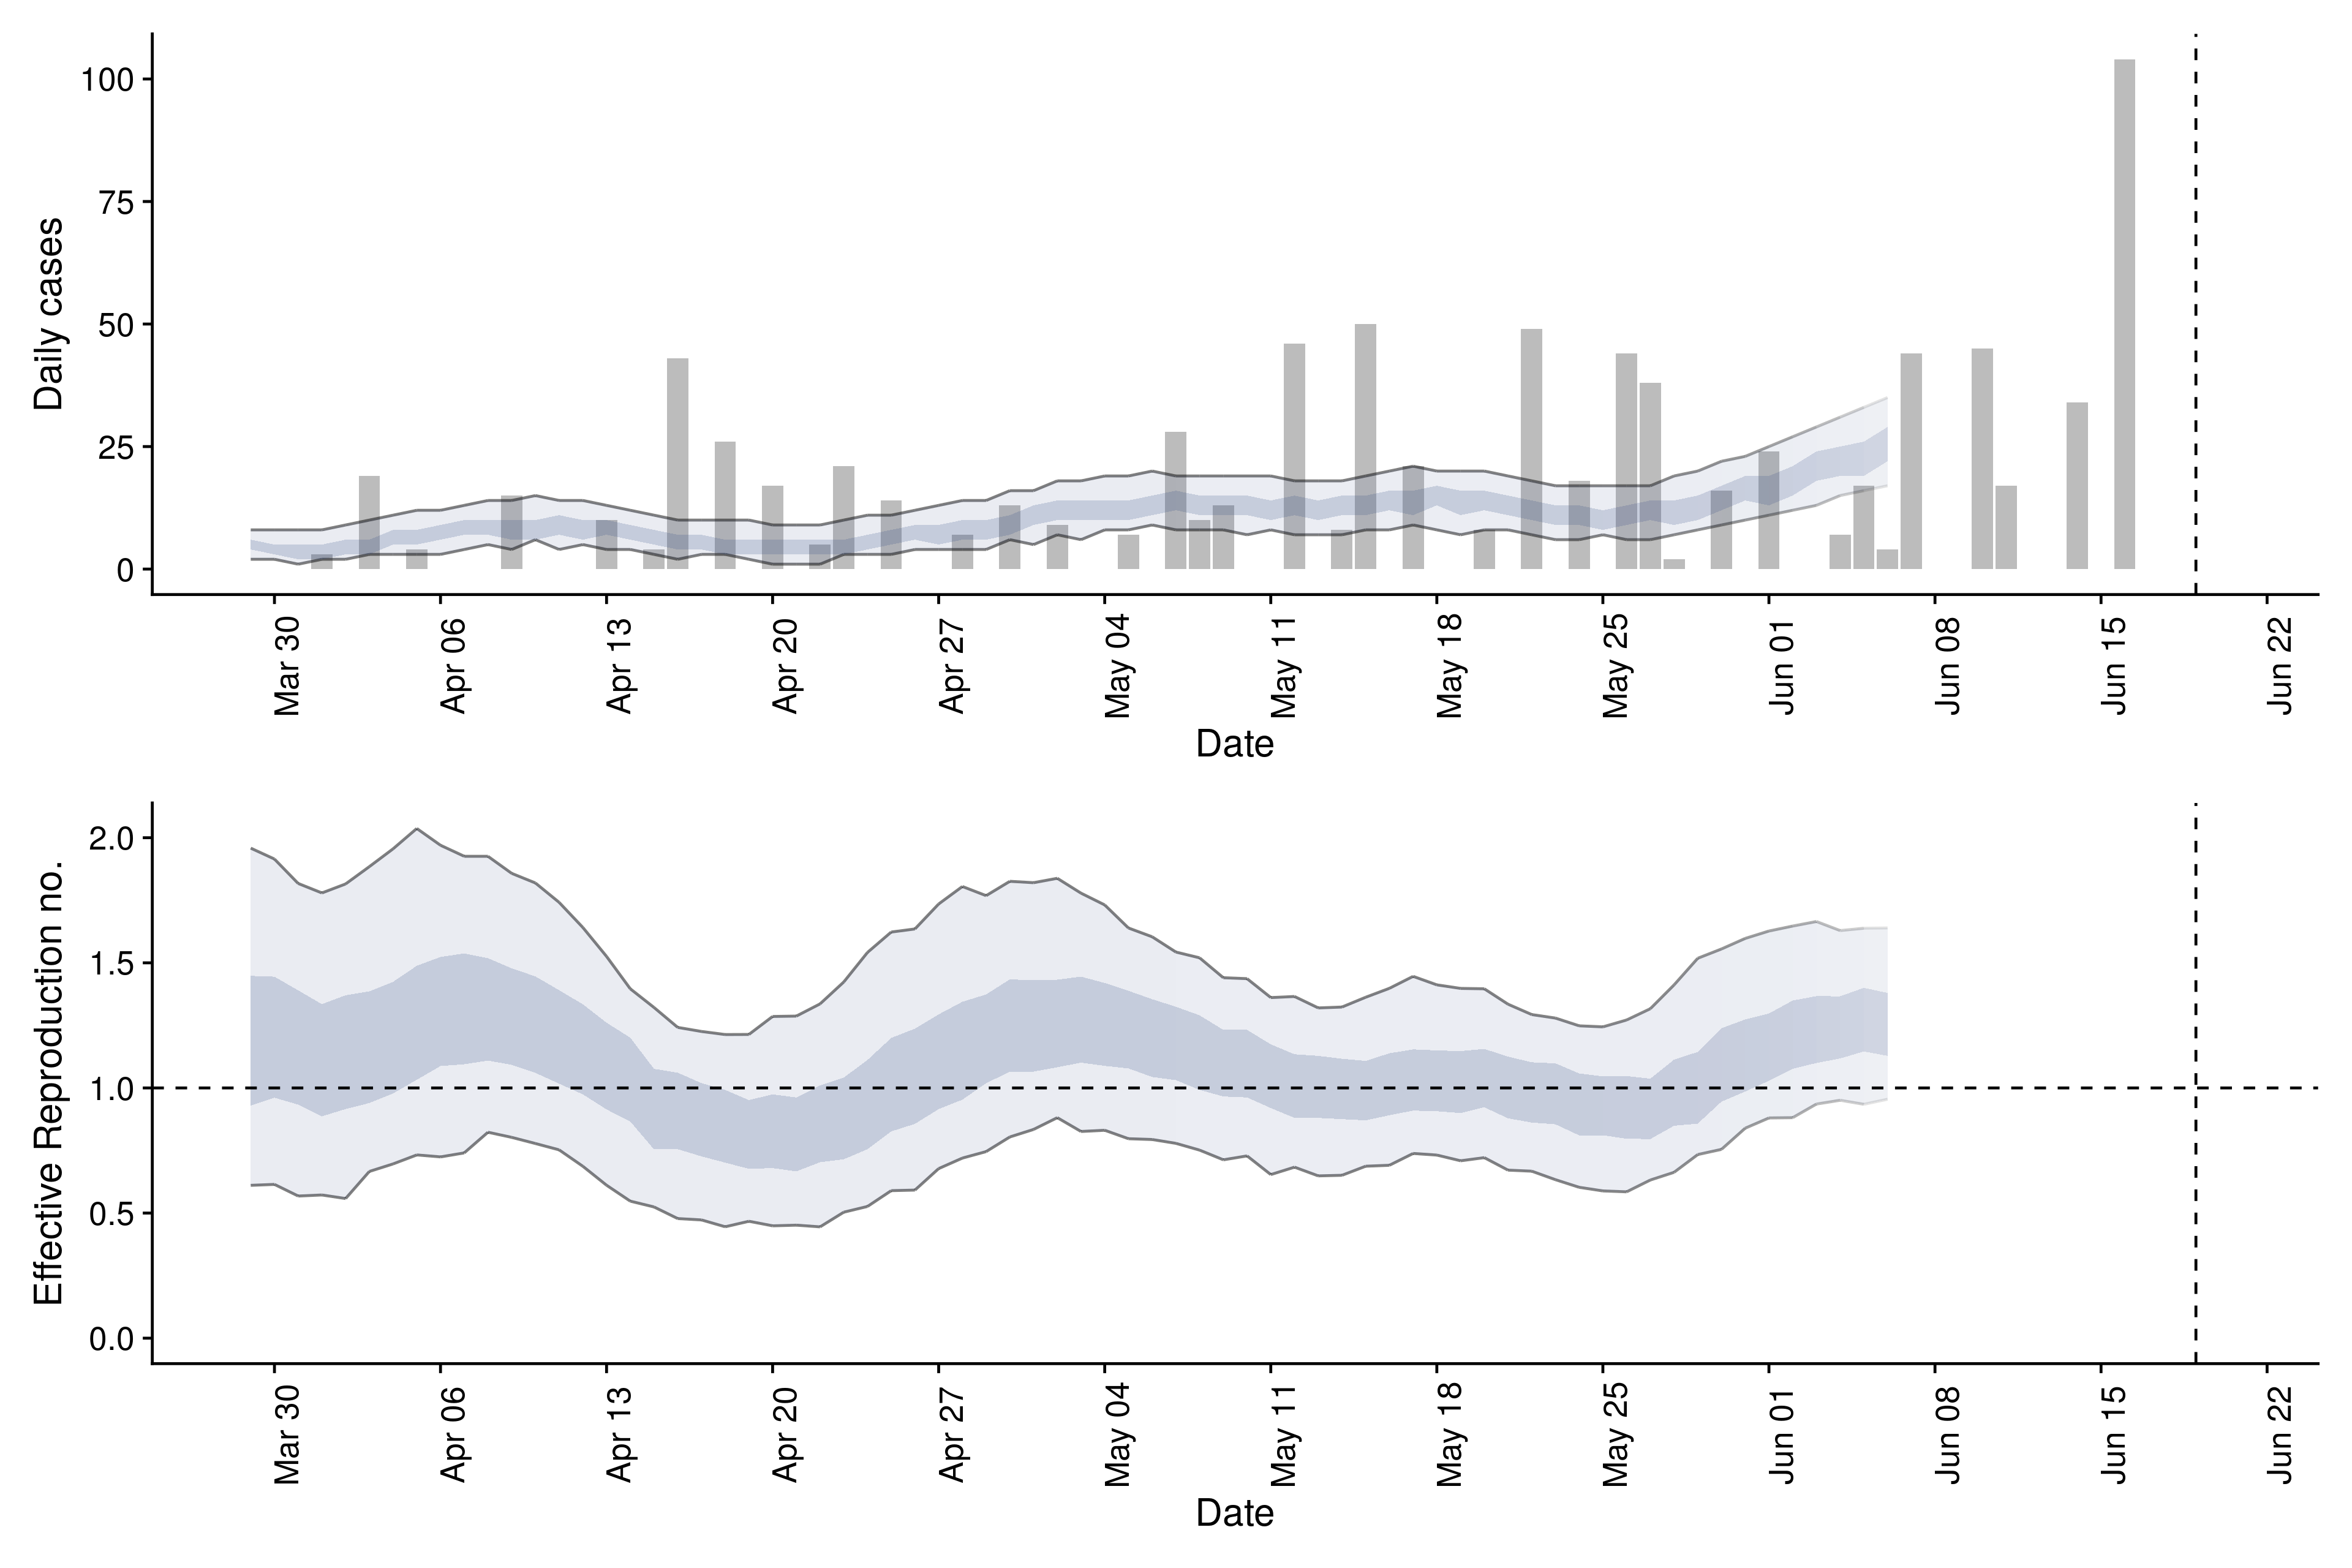 Daily cases
100
75
50
25
0
Mar 30
Apr 06
Apr 13
Apr 20
Apr 27
May 04
May 11
May 18
May 25
Jun 01
Jun 08
Jun 15
Jun 22
Date
Effective Reproduction no.
2.0
1.5
1.0
0.5
0.0
Mar 30
Apr 06
Apr 13
Apr 20
Apr 27
May 04
May 11
May 18
May 25
Jun 01
Jun 08
Jun 15
Jun 22
Date